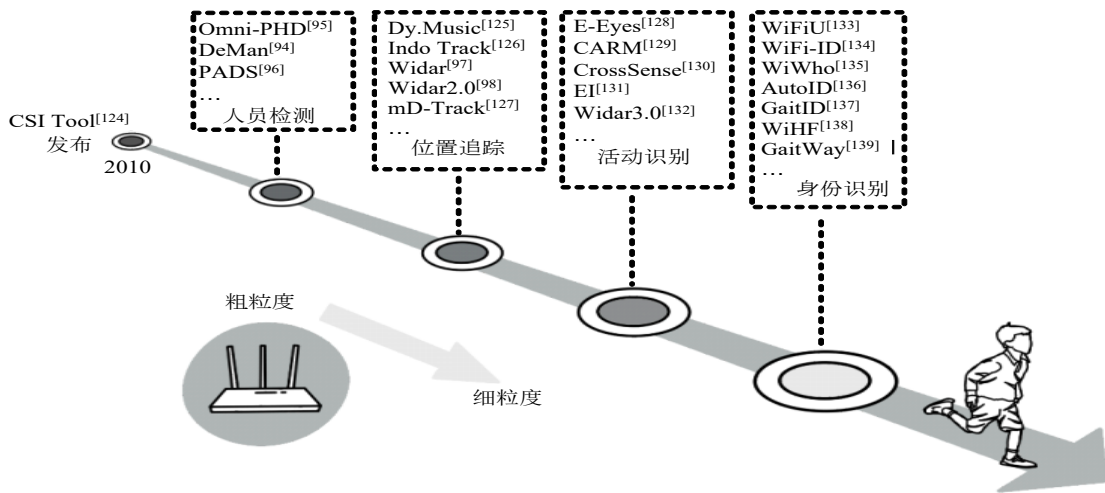 CSI Tool[124]
发布
2010
Omni-PHD[95]
DeMan[94]
PADS[96]
…
人员检测
Dy.Music[125]
Indo Track[126]
Widar[97]
Widar2.0[98]
mD-Track[127]
…
位置追踪
E-Eyes[128]
CARM[129]
CrossSense[130]
EI[131]
Widar3.0[132]
…
活动识别
WiFiU[133]
WiFi-ID[134]
WiWho[135]
AutoID[136]
GaitID[137]
WiHF[138]
GaitWay[139]
…
身份识别
粗粒度
细粒度